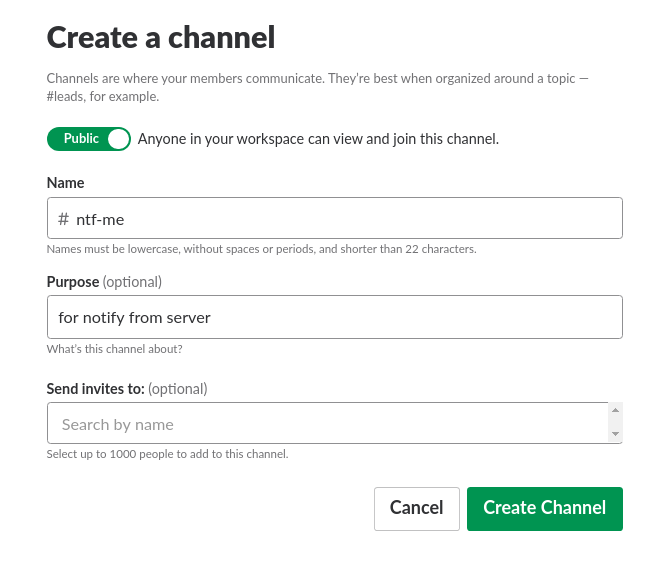 Create a channel
Channels are where your members communicate. They're best when organized around a topic —
#leads, for example.
Public Anyone in your workspace can view and join this channel.
Name
# ntf-me
Names must be lowercase, without spaces or periods, and shorter than 22 characters.
Purpose (optional)
for notify from server
What's this channel about?
Send invites to: (optional)
Search by name
Select up to 1000 people to add to this channel.
Cancel Create Channel